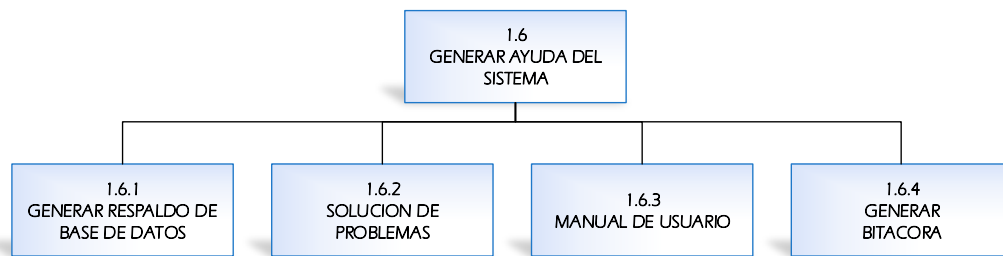 1.6
GENERAR AYUDA DEL
SISTEMA
1.6.1
GENERAR RESPALDO DE
BASE DE DATOS
1.6.2
SOLUCION DE
PROBLEMAS
1.6.3
MANUAL DE USUARIO
1.6.4
GENERAR
BITACORA